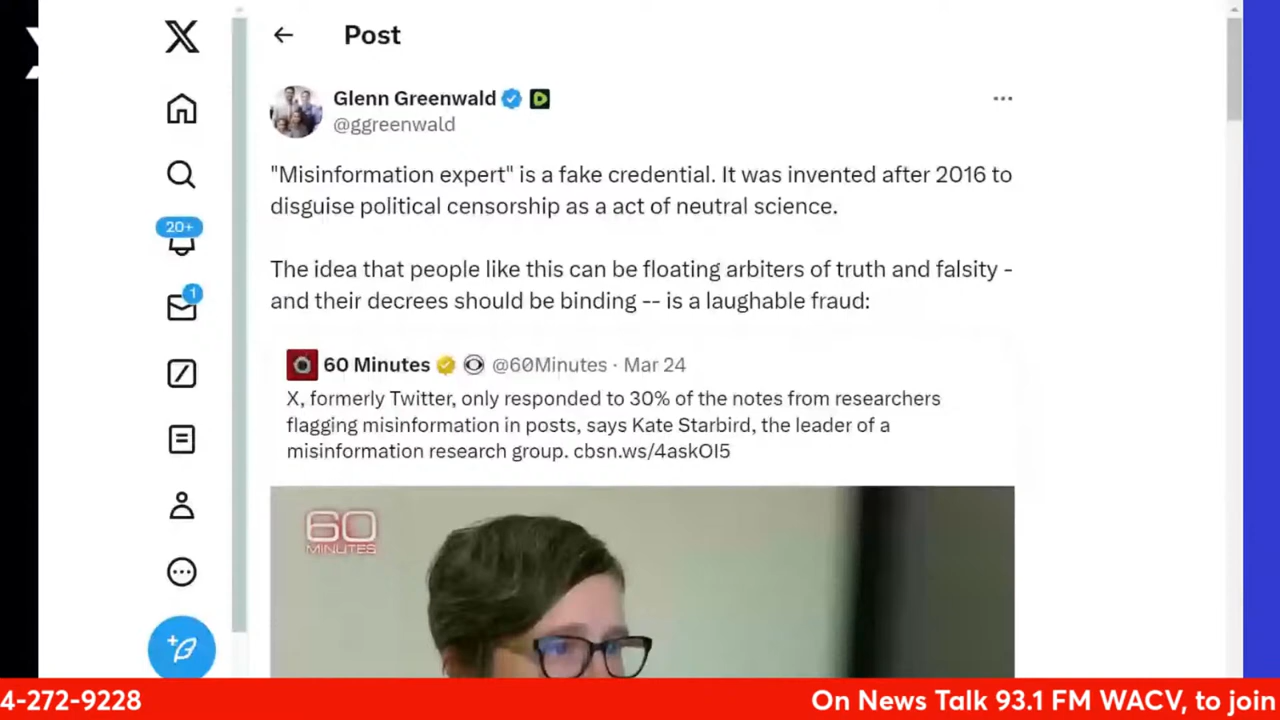 Post
Glenn Greenwald
@ggreenwald
"Misinformation expert" is a fake credential. It was invented after 2016 to
disguise political censorship as a act of neutral science.
The idea that people like this can be floating arbiters of truth and falsity -
and their decrees should be binding -- is a laughable fraud:
20+
1
60 Minutes @60Minutes · Mar 24
X, formerly Twitter, only responded to 30% of the notes from researchers
flagging misinformation in posts, says Kate Starbird, the leader of a
misinformation research group. cbsn.ws/4askOI5
60
MINUTES
4-272-9228
On News Talk 93.1 FM WACV, to join